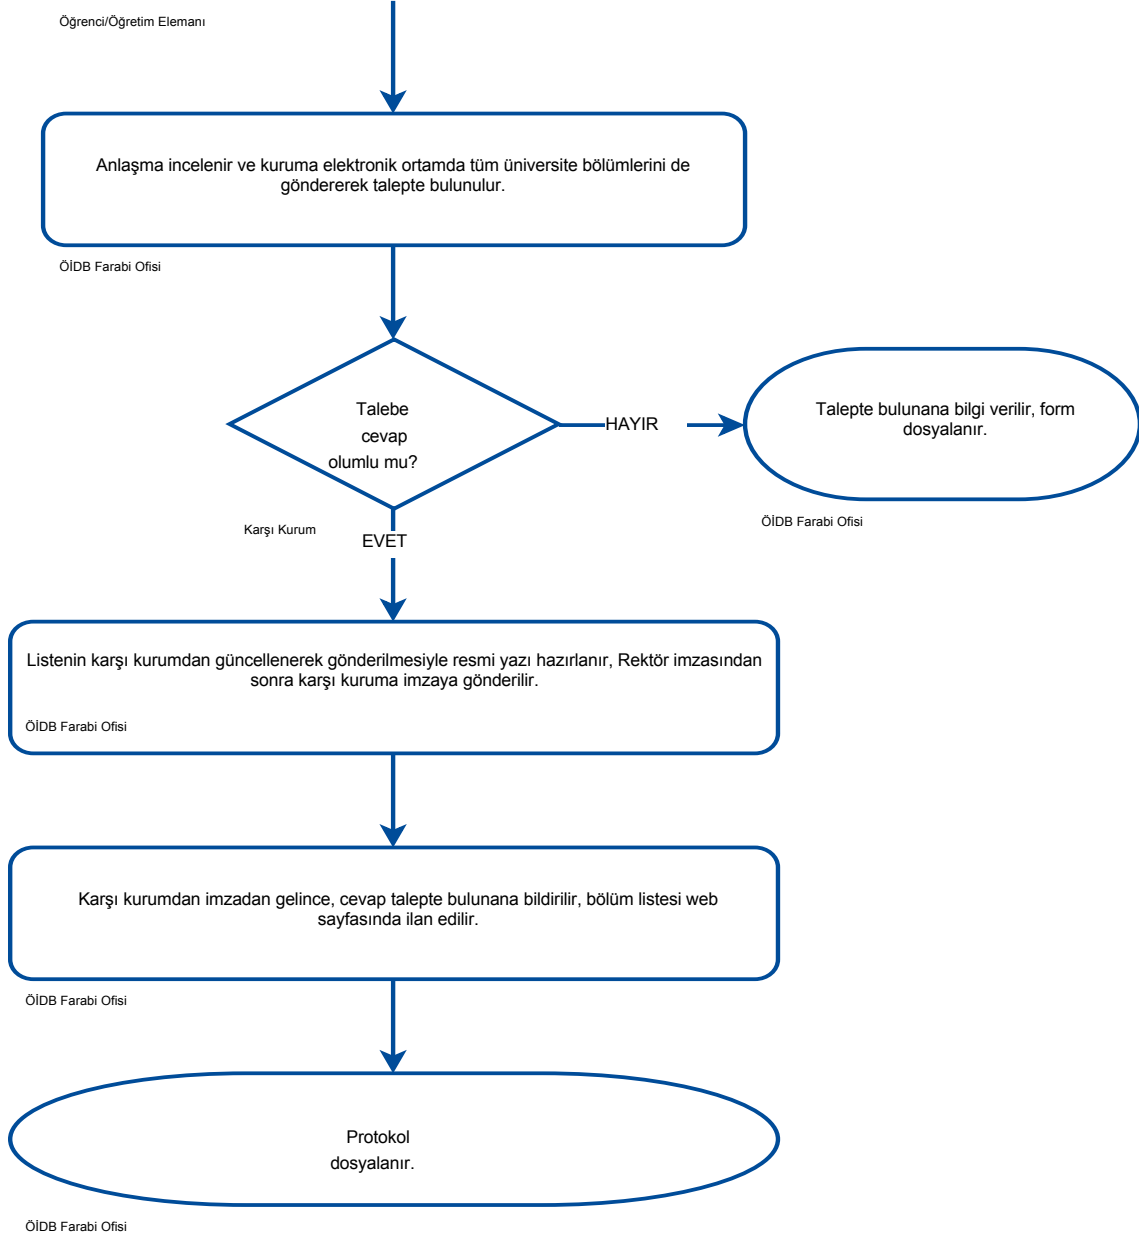 Öğrenci/Öğretim Elemanı
Anlaşma incelenir ve kuruma elektronik ortamda tüm üniversite bölümlerini de
göndererek talepte bulunulur.
ÖİDB Farabi Ofisi
Talebe
cevap
olumlu mu?
HAYIR
Talepte bulunana bilgi verilir, form
dosyalanır.
ÖİDB Farabi Ofisi
Karşı Kurum
EVET
Listenin karşı kurumdan güncellenerek gönderilmesiyle resmi yazı hazırlanır, Rektör imzasından
sonra karşı kuruma imzaya gönderilir.
ÖİDB Farabi Ofisi
Karşı kurumdan imzadan gelince, cevap talepte bulunana bildirilir, bölüm listesi web
sayfasında ilan edilir.
ÖİDB Farabi Ofisi
Protokol
dosyalanır.
ÖİDB Farabi Ofisi